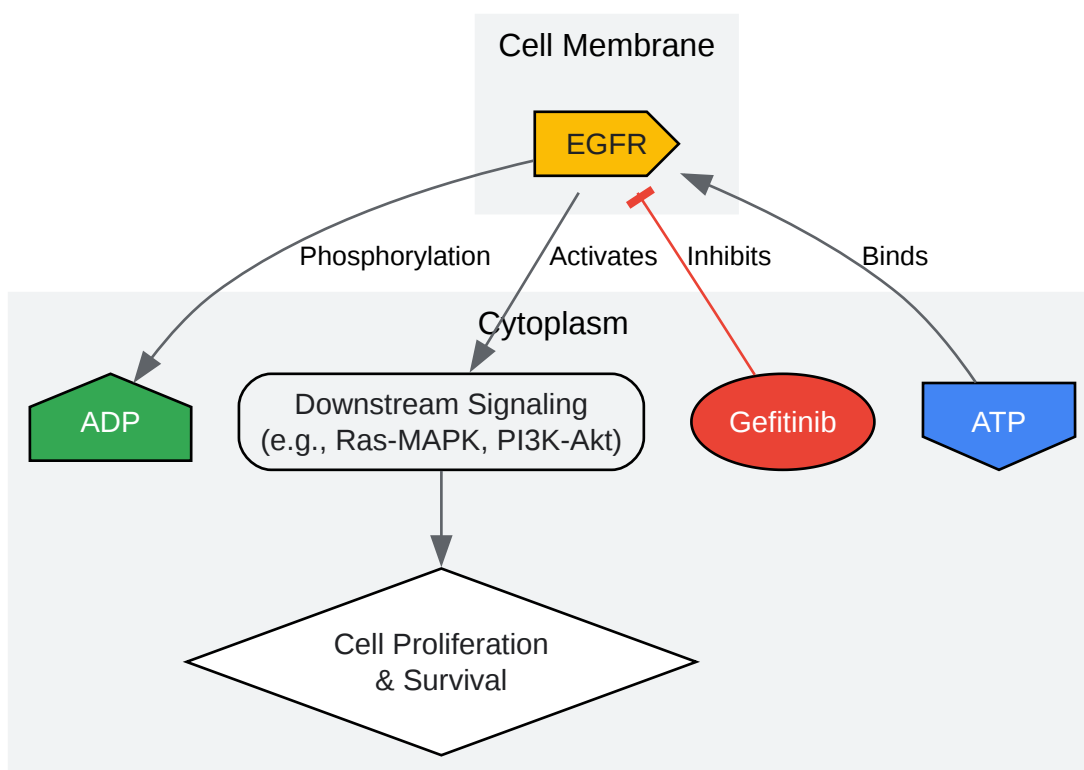 Cell Membrane
EGFR
Phosphorylation
Activates
Inhibits
Binds
Cytoplasm
ADP
Downstream Signaling
(e.g., Ras-MAPK, PI3K-Akt)
Gefitinib
ATP
Cell Proliferation
& Survival